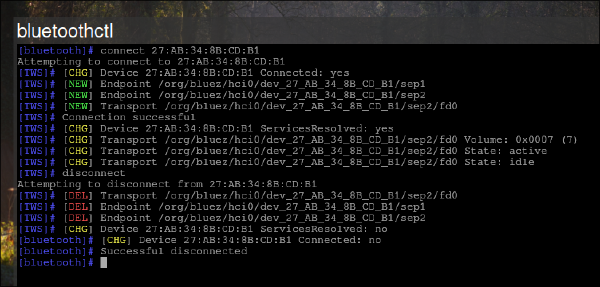 bluetoothctl
[bluetooth]# connect 27:AB:34:8B:CD:B1
Attempting to connect to 27:AB:34:8B:CD:B1
[TWS]# [CHG] Device 27:AB:34:8B:CD:B1 Connected: yes
[TWS]# [NEW] Endpoint /org/bluez/hci0/dev_27_AB_34_8B_CD_B1/sep1
[TWS]# [NEW] Endpoint /org/bluez/hci0/dev_27_AB_34_8B_CD_B1/sep2
[TWS]# [NEW] Transport /org/bluez/hci0/dev_27_AB_34_8B_CD_B1/sep2/fd0
[TWS]# Connection successful
[TWS]# [CHG] Device 27:AB:34:8B:CD:B1 ServicesResolved: yes
[TWS]# [CHG] Transport /org/bluez/hci0/dev_27_AB_34_8B_CD_B1/sep2/fd0 Volume: 0x0007 (7)
[TWS]# [CHG] Transport /org/bluez/hci0/dev_27_AB_34_8B_CD_B1/sep2/fd0 State: active
[TWS]# [CHG] Transport /org/bluez/hci0/dev_27_AB_34_8B_CD_B1/sep2/fd0 State: idle
[TWS]# disconnect
Attempting to disconnect from 27:AB:34:8B:CD:B1
[TWS]# [DEL] Transport /org/bluez/hci0/dev_27_AB_34_8B_CD_B1/sep2/fd0
[TWS]# [DEL] Endpoint /org/bluez/hci0/dev_27_AB_34_8B_CD_B1/sep1
[TWS]# [DEL] Endpoint /org/bluez/hci0/dev_27_AB_34_8B_CD_B1/sep2
[TWS]# [CHG] Device 27:AB:34:8B:CD:B1 ServicesResolved: no
[bluetooth]# [CHG] Device 27:AB:34:8B:CD:B1 Connected: no
[bluetooth]# Successful disconnected
[bluetooth]#